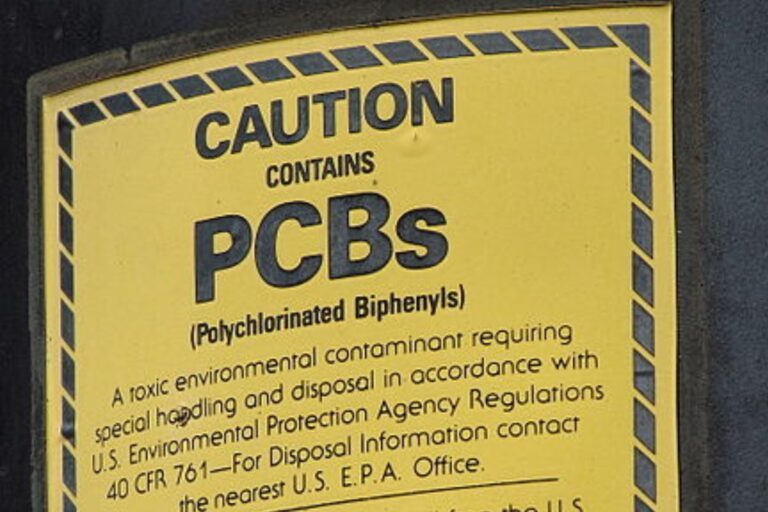 CAUTION
CONTAINS
PCBs
(Polychlorinated Biphenyls)
A toxic environmental contaminant requiring
special handling and disposal in accordance with
U.S. Environmental Protection Agency Regulations
40 CFR 761—For Disposal Information contact
the nearest U.S. E.P.A. Office.
the U.S.